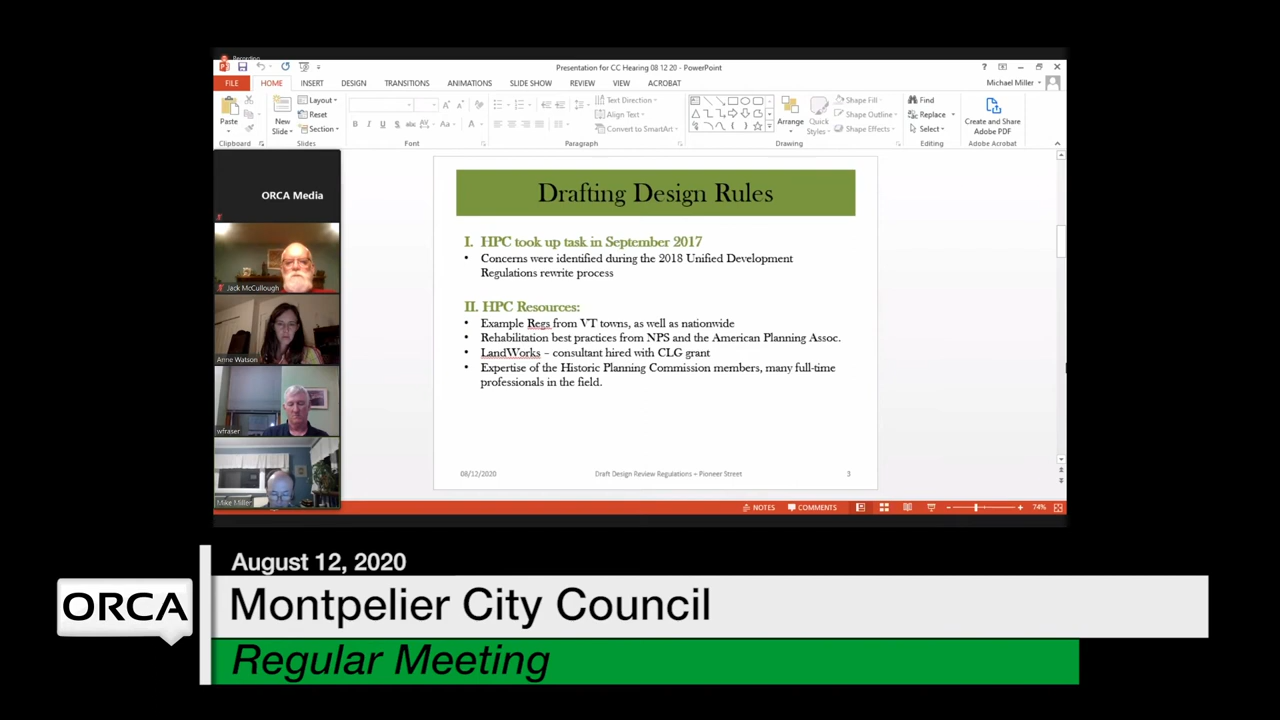 Recording
Presentation for CC Hearing 08 12 20 - PowerPoint
FILE HOME INSERT DESIGN TRANSITIONS ANIMATIONS SLIDE SHOW REVIEW VIEW ACROBAT
Michael Miller
Paste
New
Slide
Layout
Reset
Section
Text Direction
Align Text
Convert to SmartArt
Arrange
Quick
Styles
Shape Fill
Shape Outline
Shape Effects
Find
Replace
Select
Create and Share
Adobe PDF
Clipboard Slides Font Paragraph Drawing Editing Adobe Acrobat
ORCA Media
Jack McCullough
Anne Watson
wfraser
Mike Miller
Drafting Design Rules
I. HPC took up task in September 2017
• Concerns were identified during the 2018 Unified Development
Regulations rewrite process
II. HPC Resources:
• Example Regs from VT towns, as well as nationwide
• Rehabilitation best practices from NPS and the American Planning Assoc.
• LandWorks – consultant hired with CLG grant
• Expertise of the Historic Planning Commission members, many full-time
professionals in the field.
08/12/2020 Draft Design Review Regulations – Pioneer Street 3
NOTES COMMENTS 74%
August 12, 2020
ORCA
Montpelier City Council
Regular Meeting